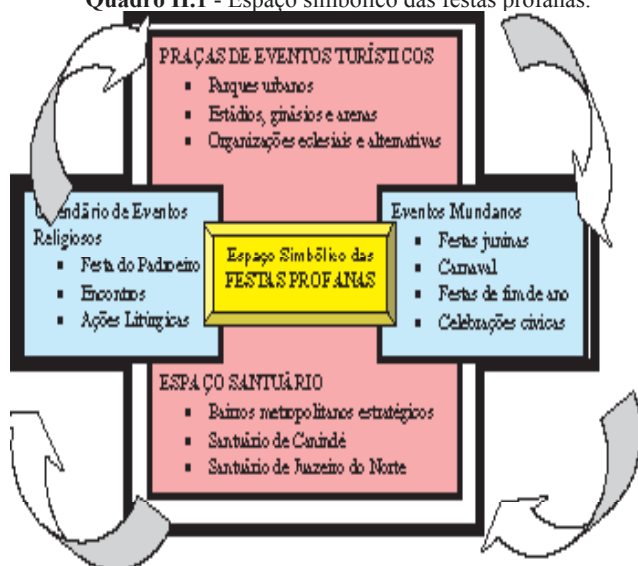 Quadro II.1 - Espaço simbólico das festas profanas.
PRAÇAS DE EVENTOS TURÍSTICOS
▪ Parques urbanos
▪ Estádios, ginásios e arenas
▪ Organizações eclesiais e alternativas
Calendário de Eventos
Religiosos
▪ Festa do Padroeiro
▪ Encontros
▪ Ações Litúrgicas
Espaço Simbólico das
FESTAS PROFANAS
Eventos Mundanos
▪ Festas juninas
▪ Carnaval
▪ Festas de fim de ano
▪ Celebrações cívicas
ESPAÇO SANTUÁRIO
▪ Bairros metropolitanos estratégicos
▪ Santuário de Canindé
▪ Santuário de Juazeiro do Norte